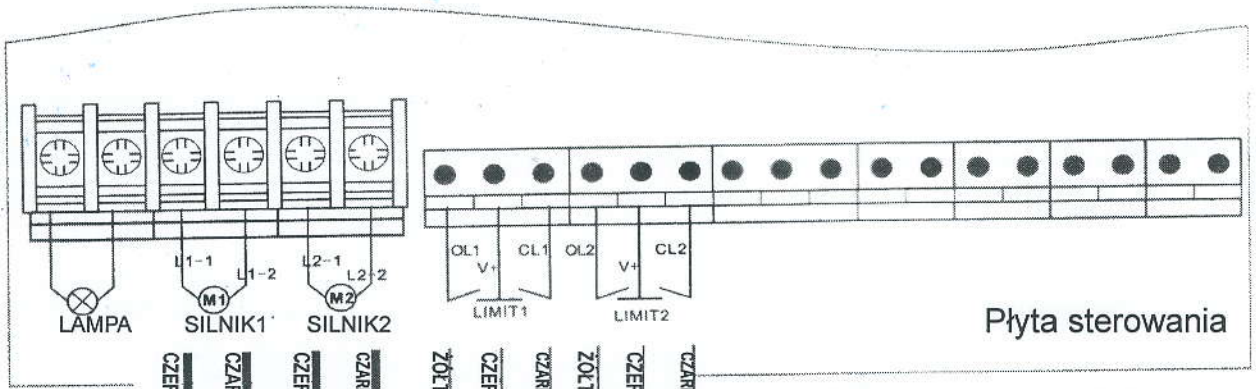 L1-1
L1-2
L2-1
L2-2
OL1
V+
CL1
OL2
V+
CL2
M1
M2
LIMIT1
LIMIT2
LAMPA
SILNIK1
SILNIK2
Płyta sterowania